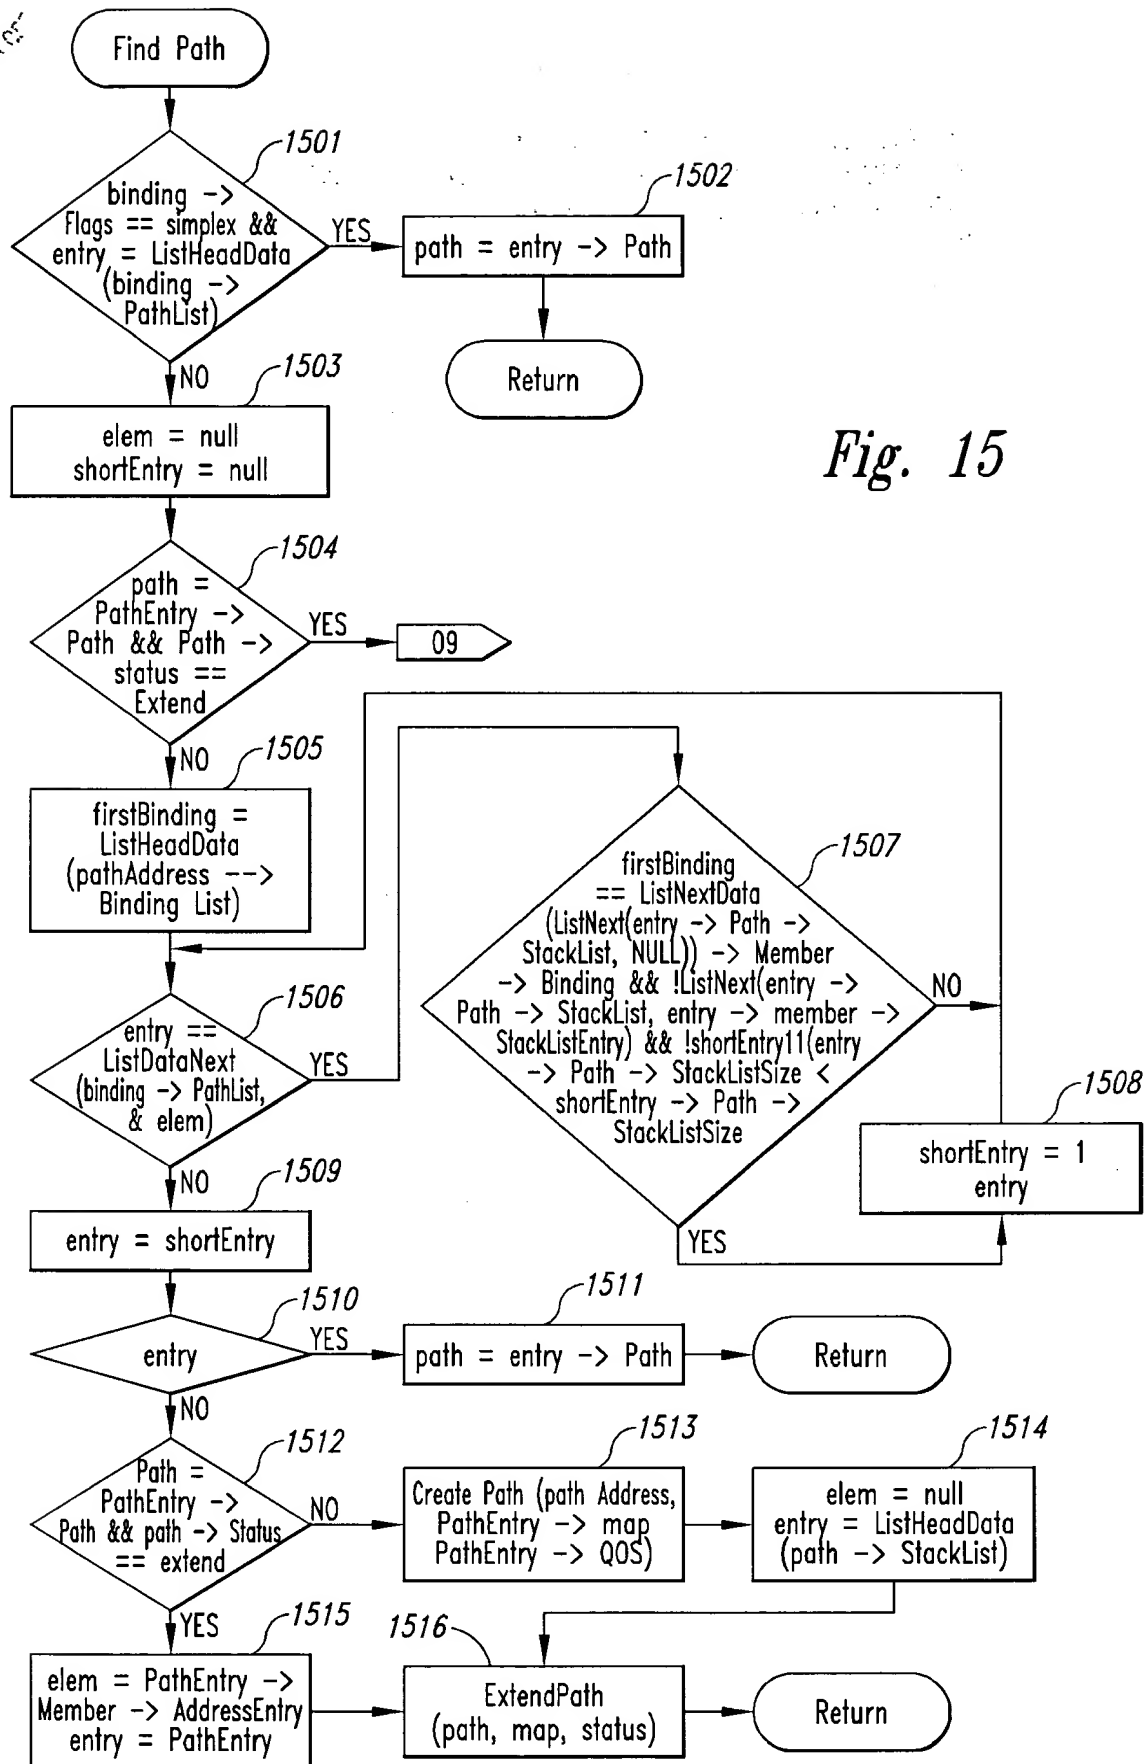 Find Path
1501
binding ->
Flags == simplex &&
entry = ListHeadData
(binding ->
PathList)
YES
1502
path = entry -> Path
Return
NO
1503
elem = null
shortEntry = null
Fig. 15
1504
path =
PathEntry ->
Path && Path ->
status ==
Extend
YES
09
NO
1505
firstBinding =
ListHeadData
(pathAddress -->
Binding List)
1506
entry ==
ListDataNext
(binding -> PathList,
& elem)
YES
1507
firstBinding
== ListNextData
(ListNext(entry -> Path ->
StackList, NULL)) -> Member
-> Binding && !ListNext(entry ->
Path -> StackList, entry -> member ->
StackListEntry) && !shortEntry11(entry
-> Path -> StackListSize <
shortEntry -> Path ->
StackListSize
NO
YES
1508
shortEntry = 1
entry
NO
1509
entry = shortEntry
1510
entry
YES
1511
path = entry -> Path
Return
NO
1512
Path =
PathEntry ->
Path && path -> Status
== extend
NO
1513
Create Path (path Address,
PathEntry -> map
PathEntry -> QOS)
1514
elem = null
entry = ListHeadData
(path -> StackList)
YES
1515
elem = PathEntry ->
Member -> AddressEntry
entry = PathEntry
1516
ExtendPath
(path, map, status)
Return